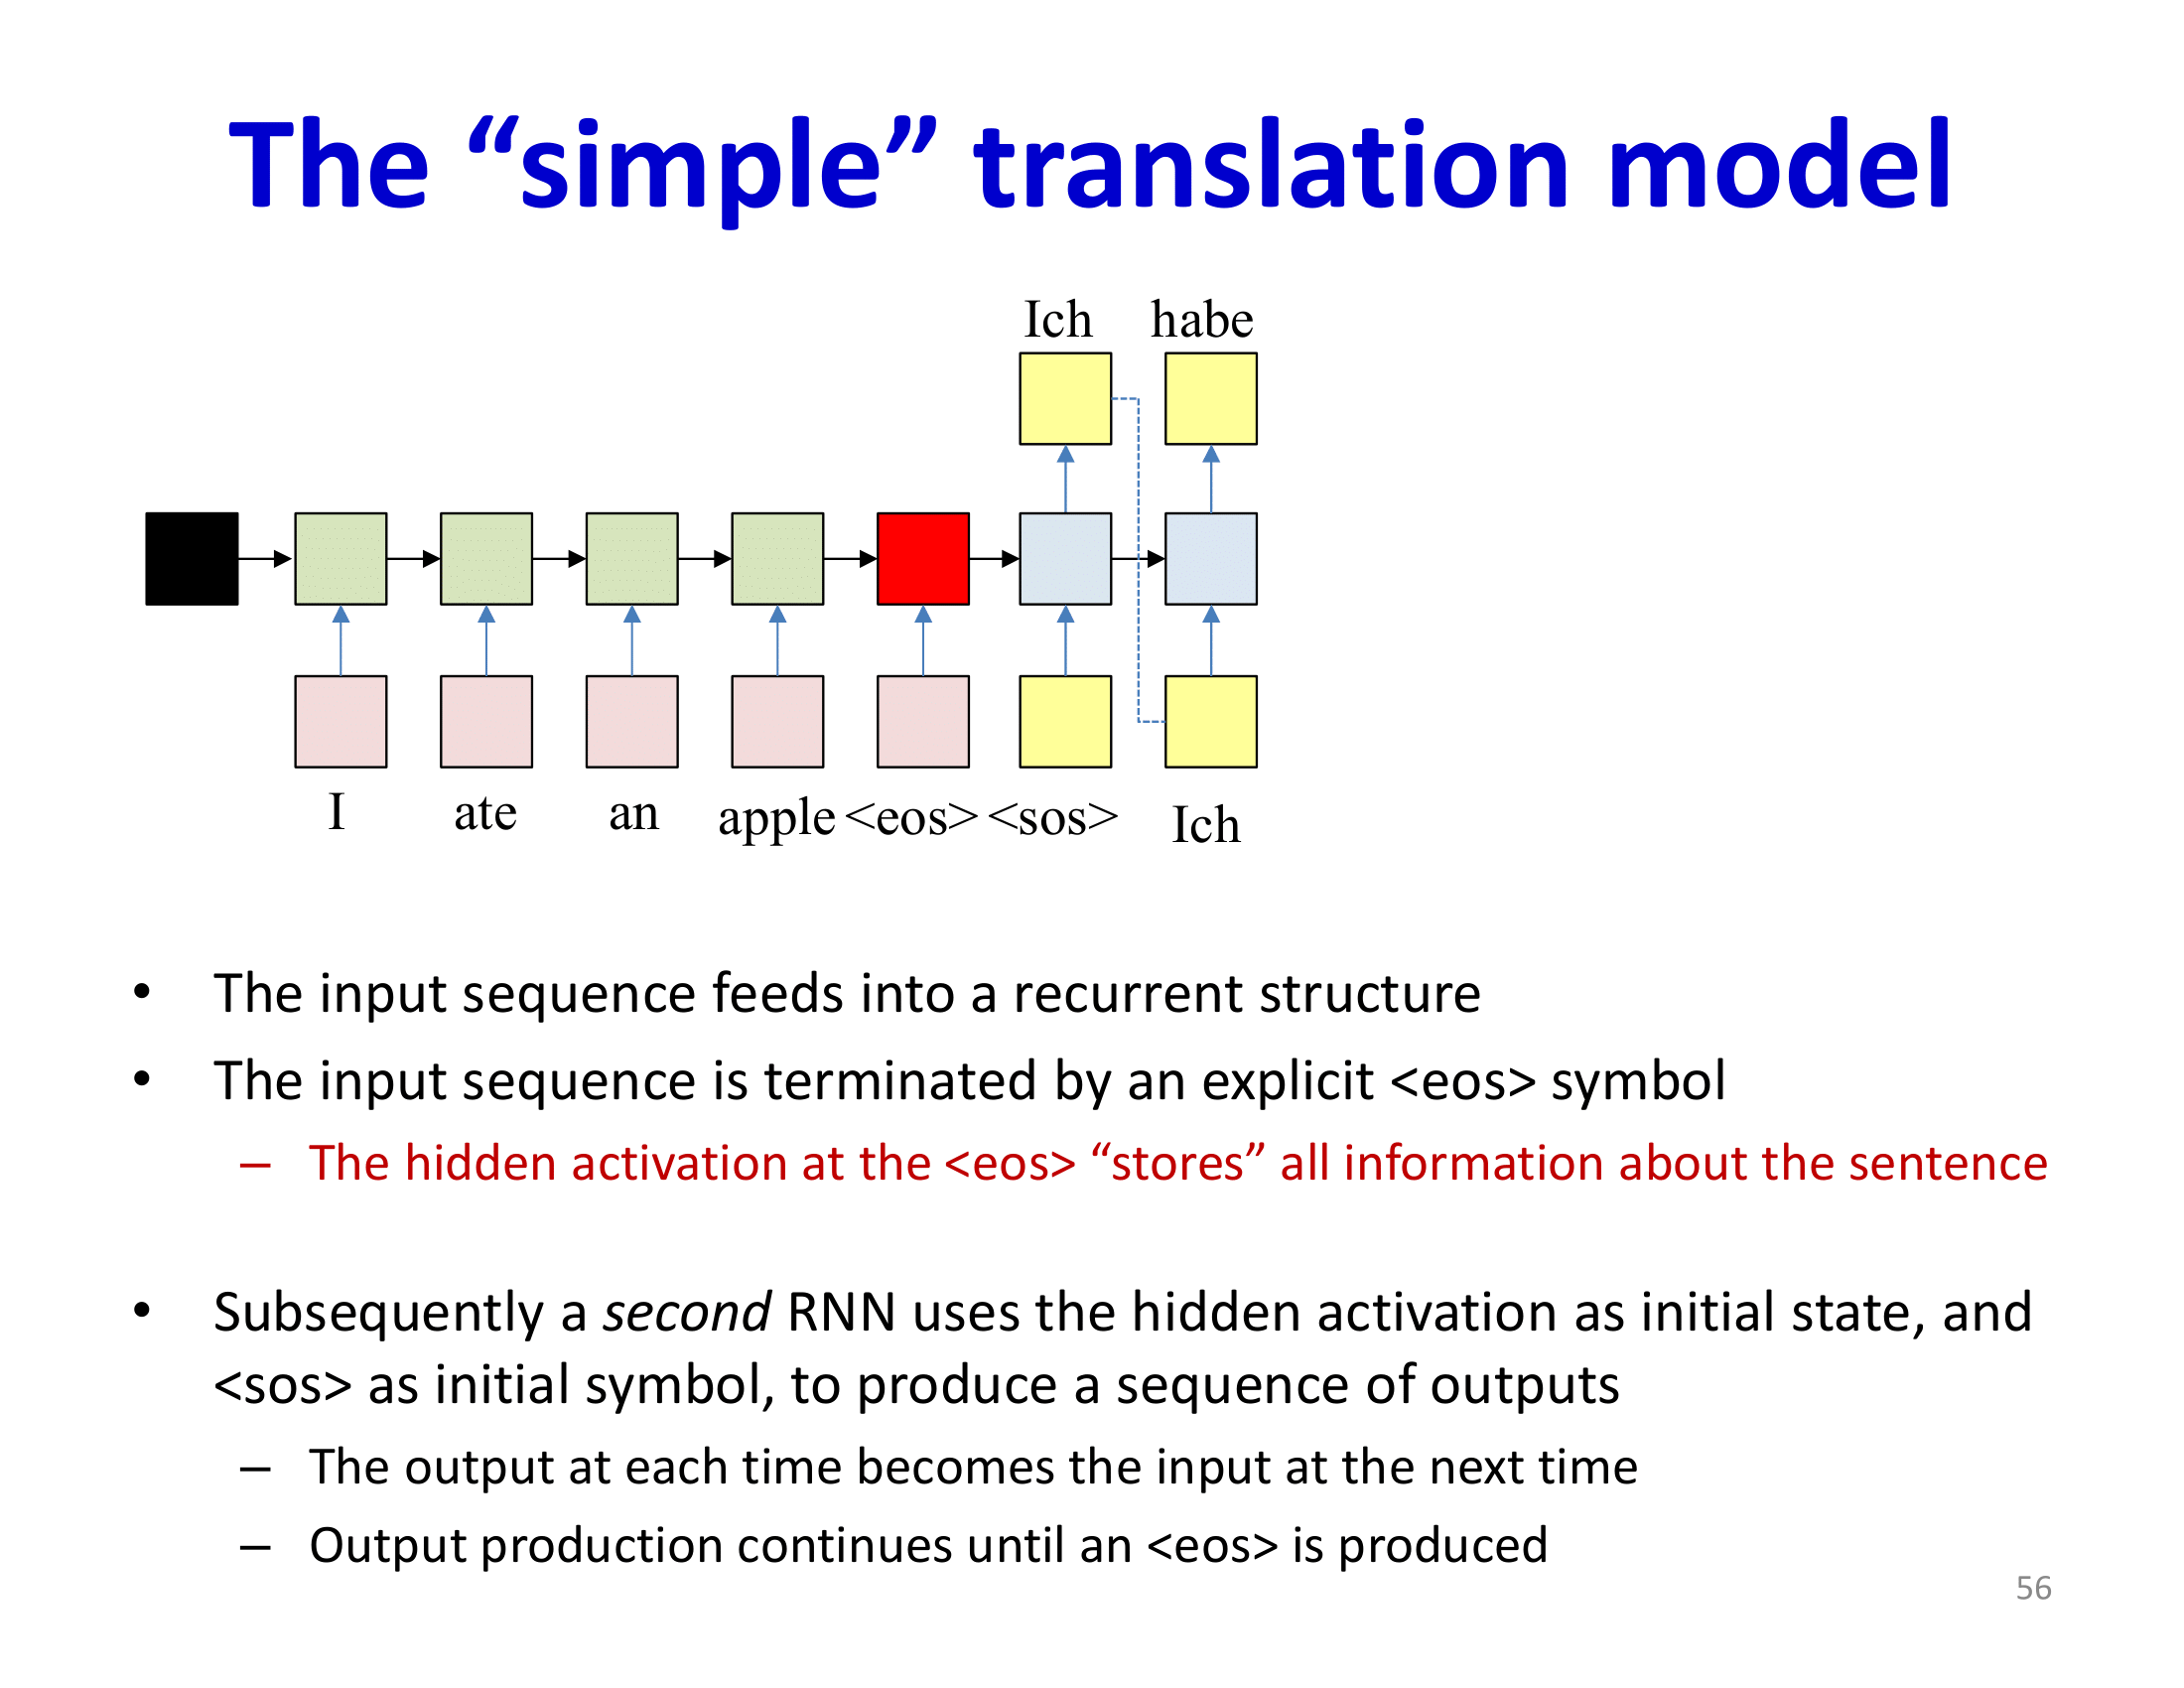 The “simple” translation model
Ich habe
I ate an apple <eos> <sos> Ich
• The input sequence feeds into a recurrent structure
• The input sequence is terminated by an explicit <eos> symbol
– The hidden activation at the <eos> “stores” all information about the sentence
• Subsequently a second RNN uses the hidden activation as initial state, and
<sos> as initial symbol, to produce a sequence of outputs
– The output at each time becomes the input at the next time
– Output production continues until an <eos> is produced
56